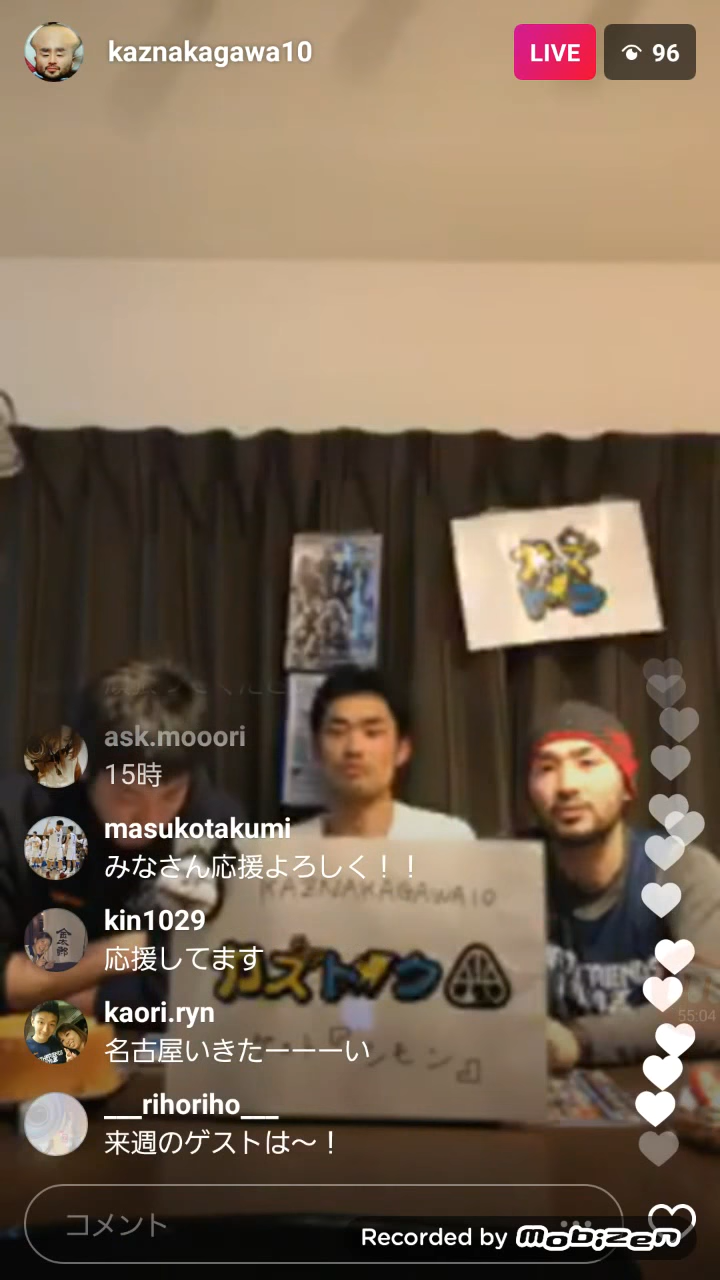 kaznakagawa10
LIVE
96
ask.mooori
15時
masukotakumi
みなさん応援よろしく！！
KAZNAKAGAWA10
kin1029
応援してます
カズトーク
55:04
kaori.ryn
名古屋いきたーーーい
___rihoriho___
来週のゲストは〜！
コメント
Recorded by mobizen